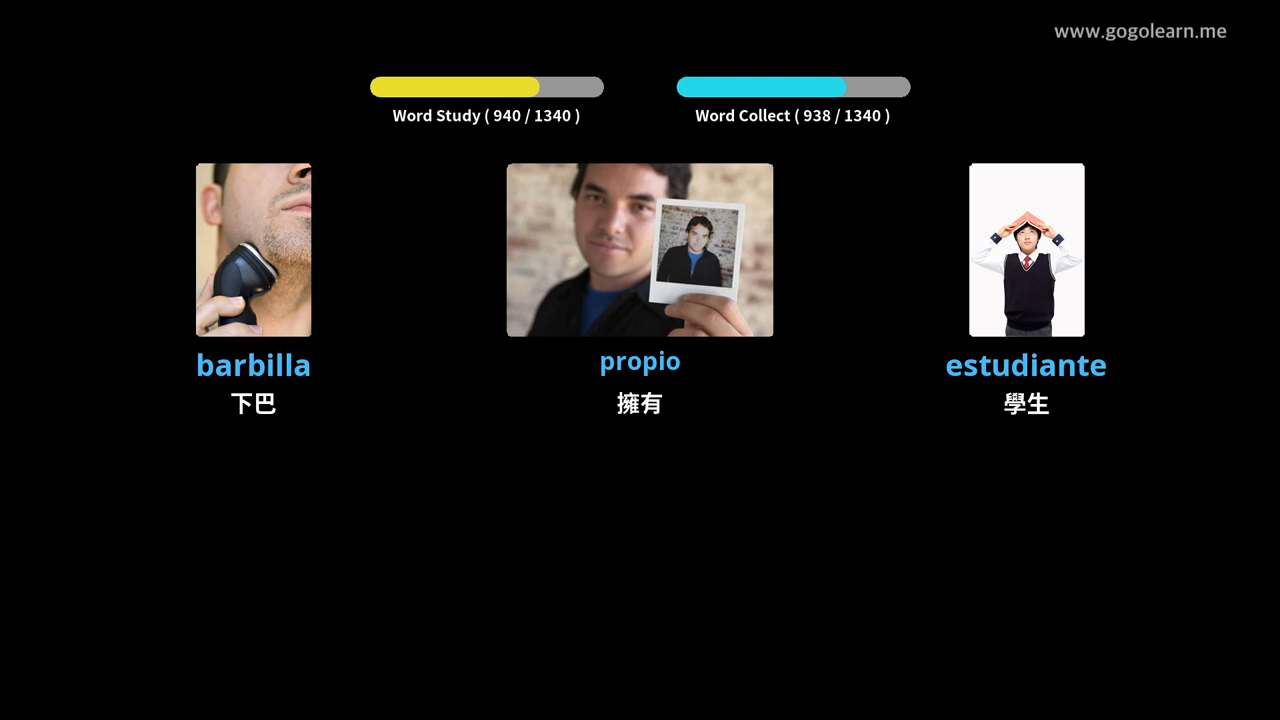 www.gogolearn.me
Word Study ( 940 / 1340 )
Word Collect ( 938 / 1340 )
barbilla
propio
estudiante
下巴
擁有
學生